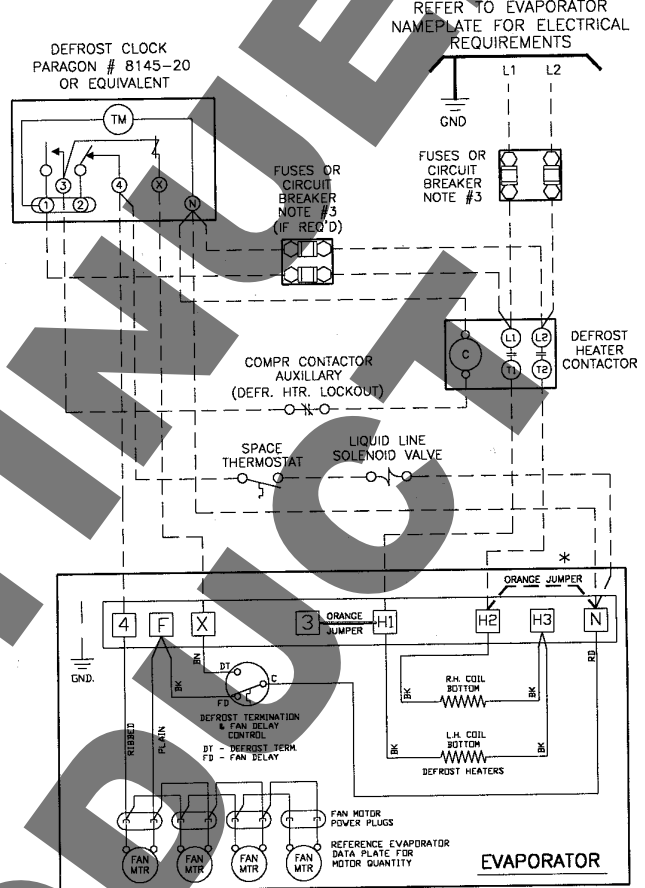 REFER TO EVAPORATOR
NAMEPLATE FOR ELECTRICAL
REQUIREMENTS
L1 L2
GND
DEFROST CLOCK
PARAGON # 8145-20
OR EQUIVALENT
TM
3 4 X
1 2 N
FUSES OR
CIRCUIT
BREAKER
NOTE #3
(IF REQ'D)
FUSES OR
CIRCUIT
BREAKER
NOTE #3
L1 L2
C
T1 T2
DEFROST
HEATER
CONTACTOR
COMPR CONTACTOR
AUXILLARY
(DEFR. HTR. LOCKOUT)
SPACE
THERMOSTAT
LIQUID LINE
SOLENOID VALVE
*
ORANGE JUMPER
4 F X 3 ORANGE JUMPER H1 H2 H3 N
GND.
BN
DT
C
BK
FD
RD
DEFROST TERMINATION
& FAN DELAY
CONTROL
DT - DEFROST TERM.
FD - FAN DELAY
RIBBED
PLAIN
R.H. COIL
BOTTOM
BK BK
L.H. COIL
BOTTOM
BK BK
DEFROST HEATERS
FAN MOTOR
POWER PLUGS
REFERENCE EVAPORATOR
DATA PLATE FOR
MOTOR QUANTITY
FAN MTR
FAN MTR
FAN MTR
FAN MTR
EVAPORATOR